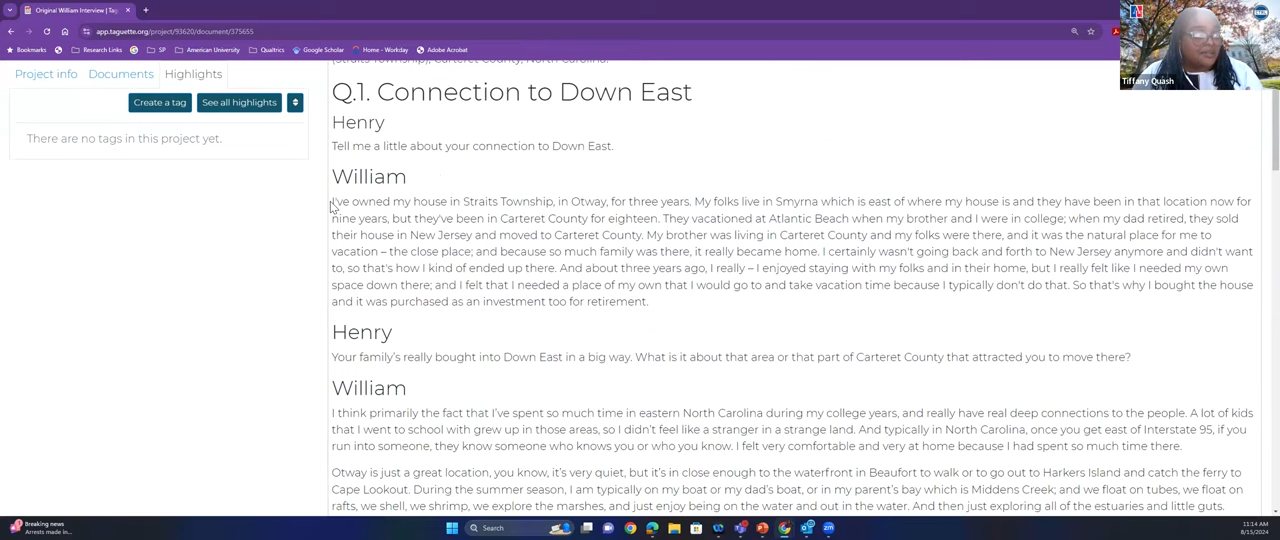 Original William Interview | Tag
app.taguette.org/project/93620/document/375655
Bookmarks
Research Links
SP
American University
Qualtrics
Google Scholar
Home - Workday
Adobe Acrobat
Tiffany Quash
Project info
Documents
Highlights
Create a tag
See all highlights
There are no tags in this project yet.
(Straits Township), Carteret County, North Carolina.
Q.1. Connection to Down East
Henry
Tell me a little about your connection to Down East.
William
I've owned my house in Straits Township, in Otway, for three years. My folks live in Smyrna which is east of where my house is and they have been in that location now for
nine years, but they've been in Carteret County for eighteen. They vacationed at Atlantic Beach when my brother and I were in college; when my dad retired, they sold
their house in New Jersey and moved to Carteret County. My brother was living in Carteret County and my folks were there, and it was the natural place for me to
vacation – the close place; and because so much family was there, it really became home. I certainly wasn't going back and forth to New Jersey anymore and didn't want
to, so that's how I kind of ended up there. And about three years ago, I really – I enjoyed staying with my folks and in their home, but I really felt like I needed my own
space down there; and I felt that I needed a place of my own that I would go to and take vacation time because I typically don't do that. So that's why I bought the house
and it was purchased as an investment too for retirement.
Henry
Your family's really bought into Down East in a big way. What is it about that area or that part of Carteret County that attracted you to move there?
William
I think primarily the fact that I've spent so much time in eastern North Carolina during my college years, and really have real deep connections to the people. A lot of kids
that I went to school with grew up in those areas, so I didn't feel like a stranger in a strange land. And typically in North Carolina, once you get east of Interstate 95, if you
run into someone, they know someone who knows you or who you know. I felt very comfortable and very at home because I had spent so much time there.
Otway is just a great location, you know, it's very quiet, but it's in close enough to the waterfront in Beaufort to walk or to go out to Harkers Island and catch the ferry to
Cape Lookout. During the summer season, I am typically on my boat or my dad's boat, or in my parent's bay which is Middens Creek; and we float on tubes, we float on
rafts, we shell, we shrimp, we explore the marshes, and just enjoy being on the water and out in the water. And then just exploring all of the estuaries and little guts.
Breaking news
Arrests made in...
Search
11:14 AM
8/15/2024